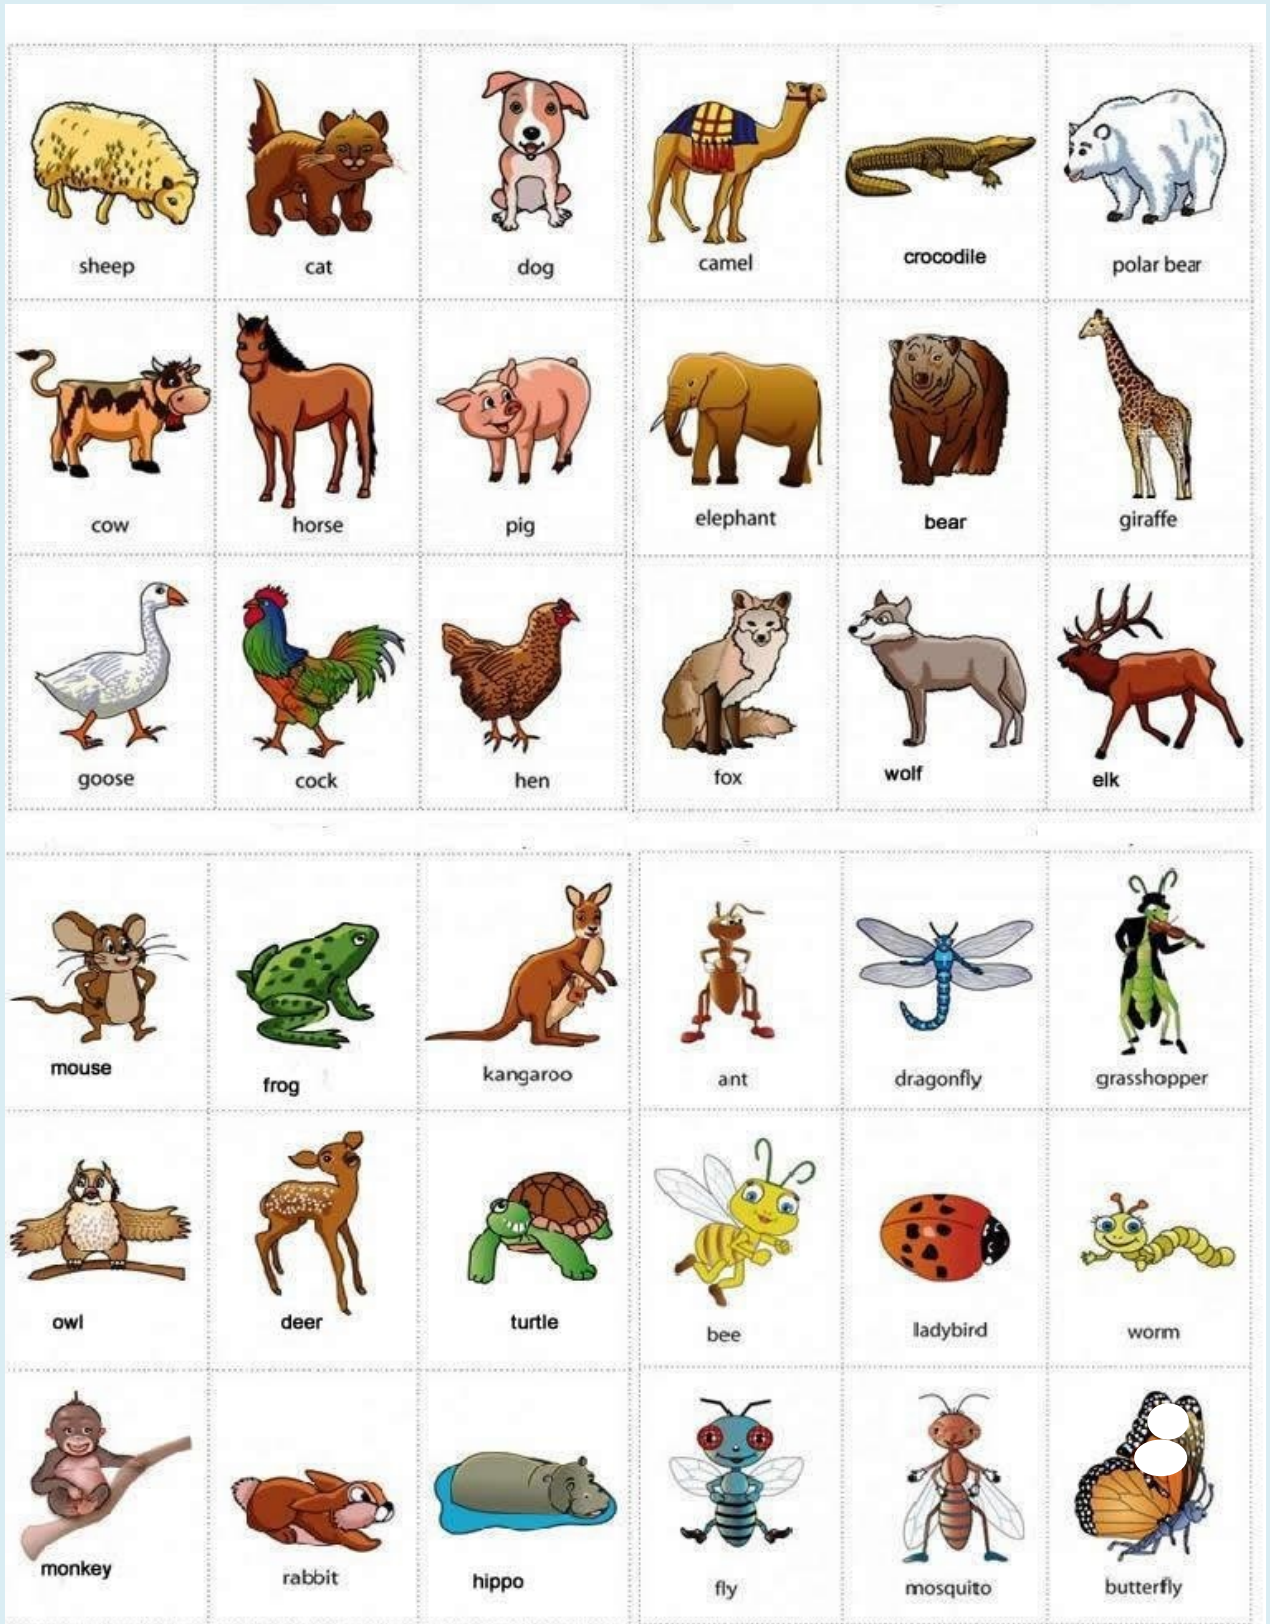 sheep
cat
dog
camel
crocodile
polar bear
cow
horse
pig
elephant
bear
giraffe
goose
cock
hen
fox
wolf
elk
mouse
frog
kangaroo
ant
dragonfly
grasshopper
owl
deer
turtle
bee
ladybird
worm
monkey
rabbit
hippo
fly
mosquito
butterfly